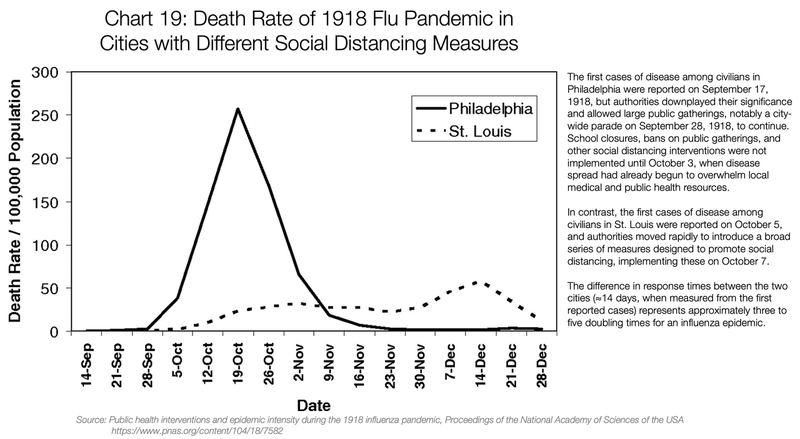 Chart 19: Death Rate of 1918 Flu Pandemic in
Cities with Different Social Distancing Measures
Death Rate / 100,000 Population
300
250
200
150
100
50
0
Philadelphia
St. Louis
14-Sep
21-Sep
28-Sep
5-Oct
12-Oct
19-Oct
26-Oct
2-Nov
9-Nov
16-Nov
23-Nov
30-Nov
7-Dec
14-Dec
21-Dec
28-Dec
Date
The first cases of disease among civilians in
Philadelphia were reported on September 17,
1918, but authorities downplayed their significance
and allowed large public gatherings, notably a city-
wide parade on September 28, 1918, to continue.
School closures, bans on public gatherings, and
other social distancing interventions were not
implemented until October 3, when disease
spread had already begun to overwhelm local
medical and public health resources.
In contrast, the first cases of disease among
civilians in St. Louis were reported on October 5,
and authorities moved rapidly to introduce a broad
series of measures designed to promote social
distancing, implementing these on October 7.
The difference in response times between the two
cities (≈14 days, when measured from the first
reported cases) represents approximately three to
five doubling times for an influenza epidemic.
Source: Public health interventions and epidemic intensity during the 1918 influenza pandemic, Proceedings of the National Academy of Sciences of the USA
https://www.pnas.org/content/104/18/7582